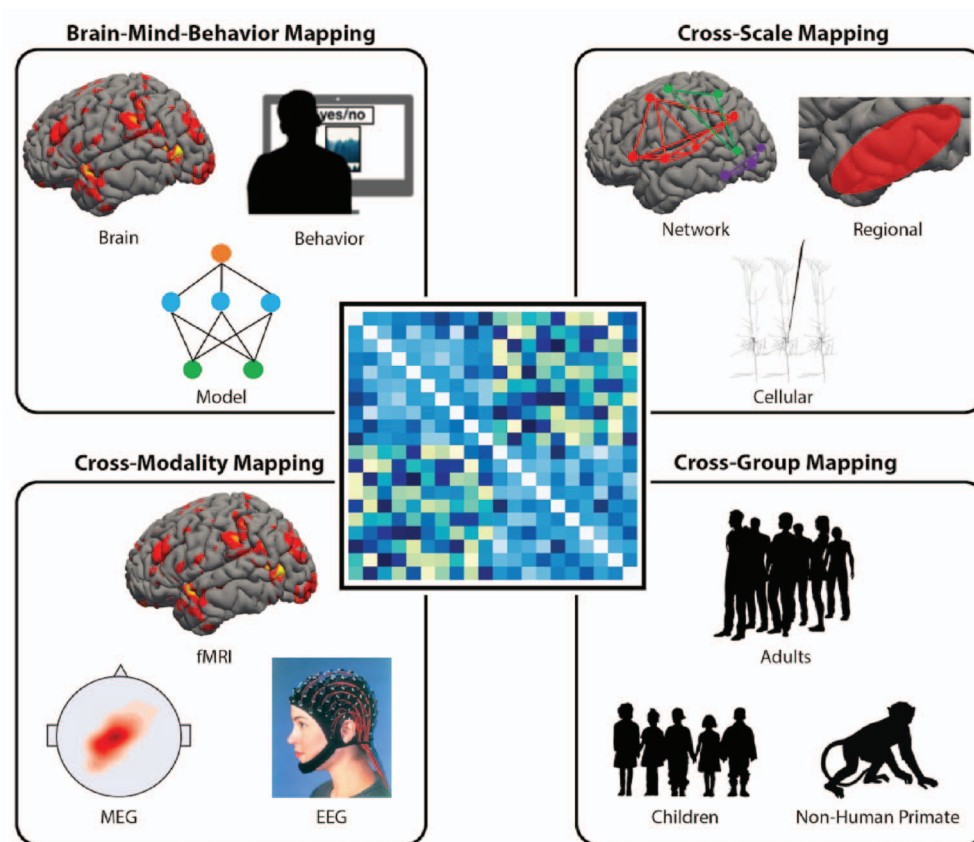 Brain-Mind-Behavior Mapping
yes/no
Brain
Behavior
Model
Cross-Scale Mapping
Network
Regional
Cellular
Cross-Modality Mapping
fMRI
MEG
EEG
Cross-Group Mapping
Adults
Children
Non-Human Primate